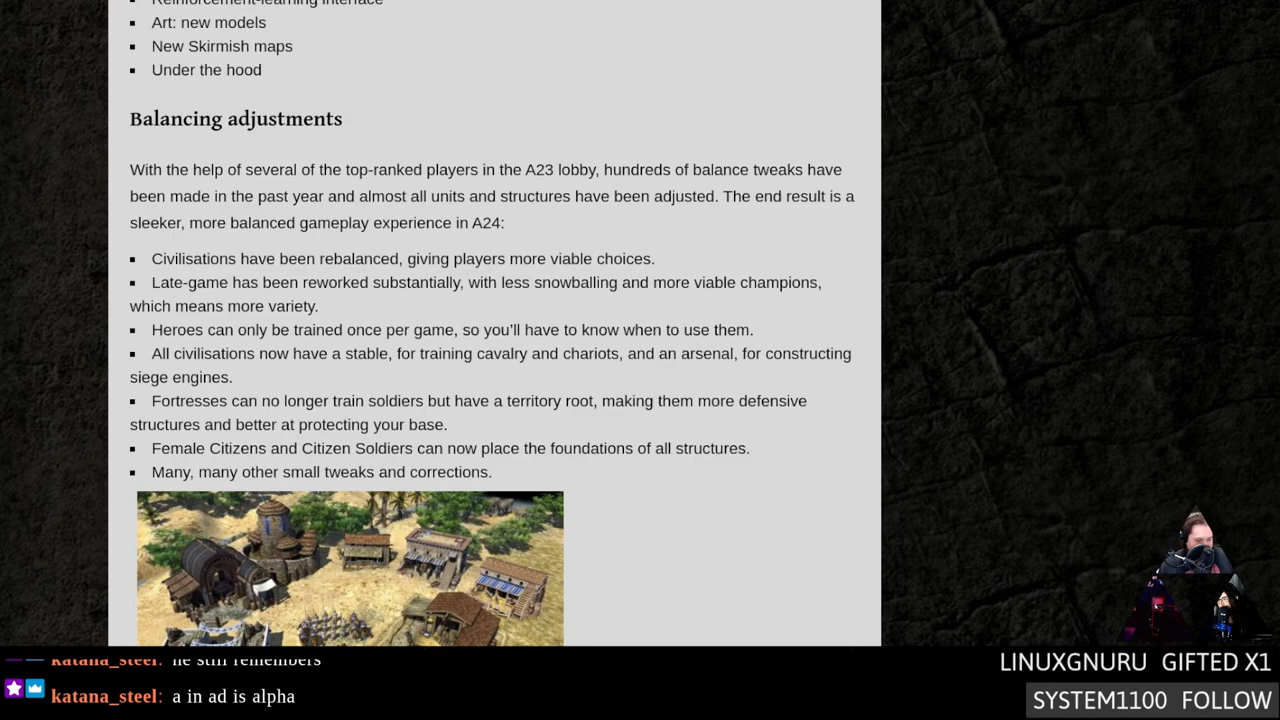 Reinforcement-learning interface
▪ Art: new models
▪ New Skirmish maps
▪ Under the hood
Balancing adjustments
With the help of several of the top-ranked players in the A23 lobby, hundreds of balance tweaks have
been made in the past year and almost all units and structures have been adjusted. The end result is a
sleeker, more balanced gameplay experience in A24:
▪ Civilisations have been rebalanced, giving players more viable choices.
▪ Late-game has been reworked substantially, with less snowballing and more viable champions,
which means more variety.
▪ Heroes can only be trained once per game, so you’ll have to know when to use them.
▪ All civilisations now have a stable, for training cavalry and chariots, and an arsenal, for constructing
siege engines.
▪ Fortresses can no longer train soldiers but have a territory root, making them more defensive
structures and better at protecting your base.
▪ Female Citizens and Citizen Soldiers can now place the foundations of all structures.
▪ Many, many other small tweaks and corrections.
katana_steel: he still remembers
katana_steel: a in ad is alpha
LINUXGNURU GIFTED X1
SYSTEM1100 FOLLOW